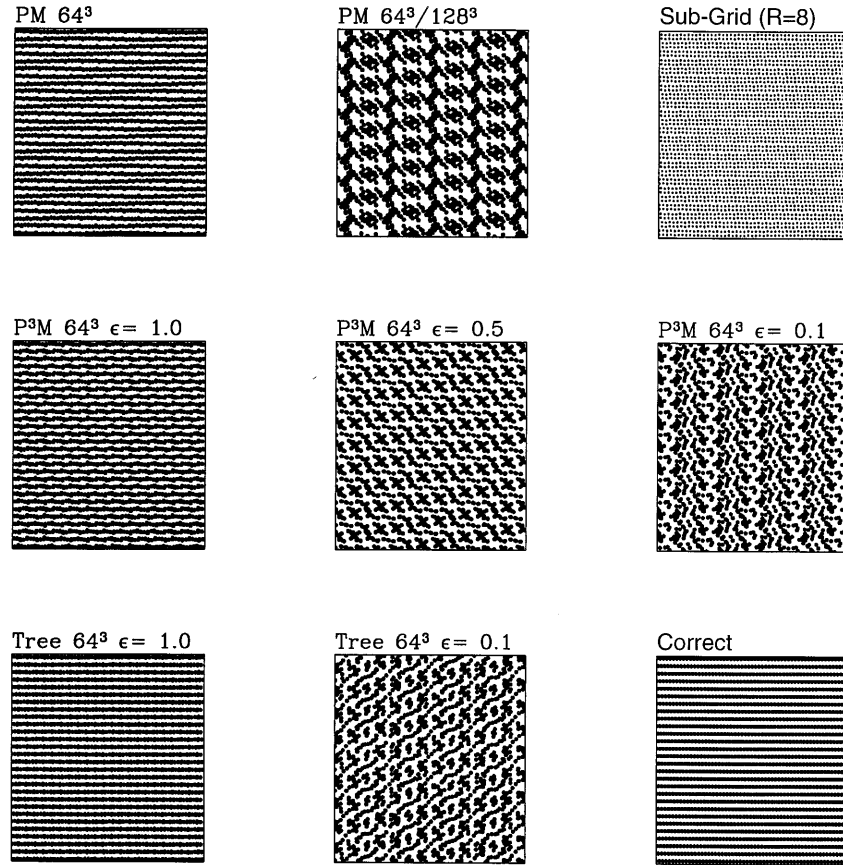 PM 64³
PM 64³/128³
Sub-Grid (R=8)
P³M 64³ ϵ= 1.0
P³M 64³ ϵ= 0.5
P³M 64³ ϵ= 0.1
Tree 64³ ϵ= 1.0
Tree 64³ ϵ= 0.1
Correct